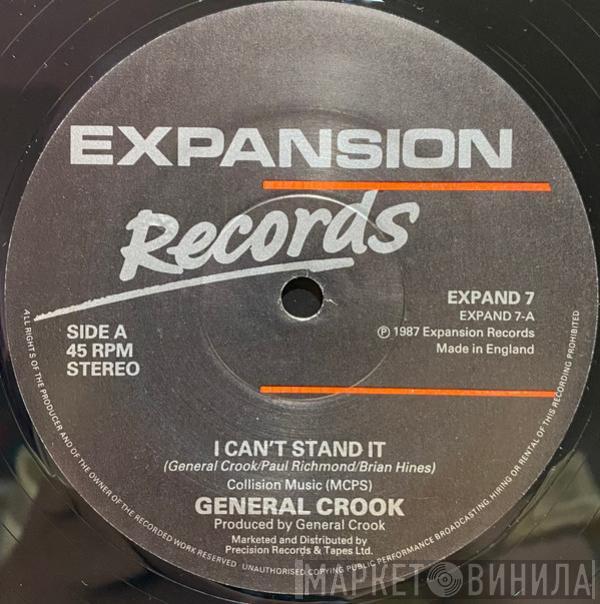 EXPANSION
Records
EXPAND 7
EXPAND 7-A
℗ 1987 Expansion Records
Made in England
SIDE A
45 RPM
STEREO
I CAN'T STAND IT
(General Crook/Paul Richmond/Brian Hines)
Collision Music (MCPS)
GENERAL CROOK
Produced by General Crook
Marketed and Distributed by
Precision Records & Tapes Ltd.
ALL RIGHTS OF THE PRODUCER AND OF THE OWNER OF THE RECORDED WORK RESERVED UNAUTHORISED COPYING PUBLIC PERFORMANCE BROADCASTING HIRING OR RENTAL OF THIS RECORDING PROHIBITED
МАРКЕТ ВИНИЛА